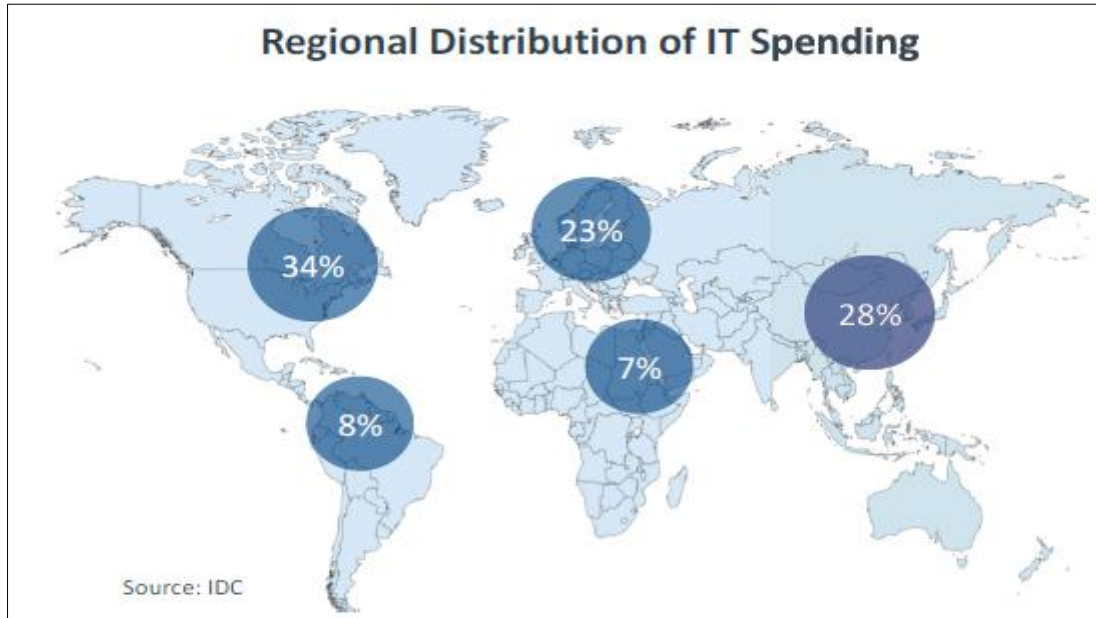 Regional Distribution of IT Spending
23%
34%
28%
7%
8%
Source: IDC